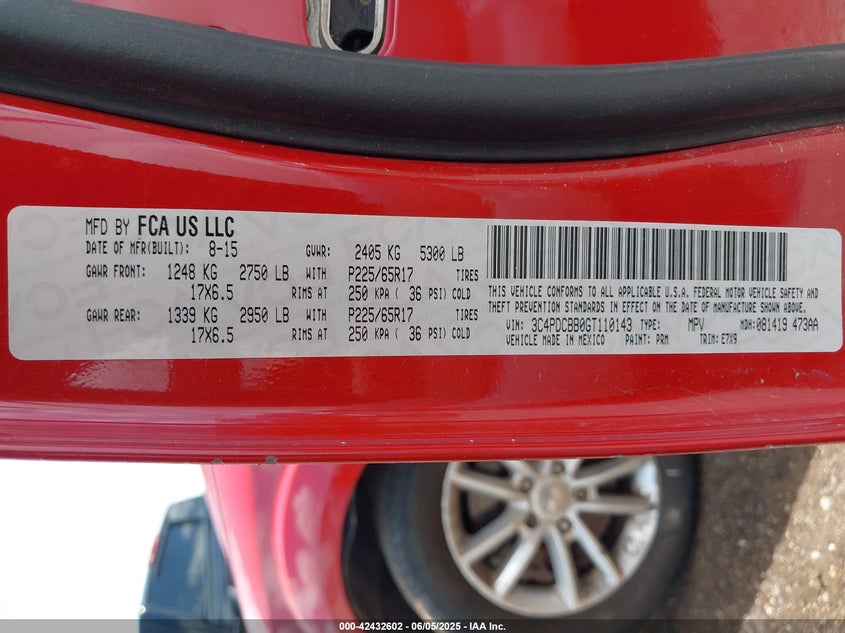 MFD BY FCA US LLC
DATE OF MFR(BUILT): 8-15 GVWR: 2405 KG 5300 LB
GAWR FRONT: 1248 KG 2750 LB WITH P225/65R17 TIRES
17X6.5 RIMS AT 250 KPA ( 36 PSI) COLD
GAWR REAR: 1339 KG 2950 LB WITH P225/65R17 TIRES
17X6.5 RIMS AT 250 KPA ( 36 PSI) COLD
THIS VEHICLE CONFORMS TO ALL APPLICABLE U.S.A. FEDERAL MOTOR VEHICLE SAFETY AND
THEFT PREVENTION STANDARDS IN EFFECT ON THE DATE OF MANUFACTURE SHOWN ABOVE.
VIN: 3C4PDCBB0GT110143 MPV MDH:081419 473AA
VEHICLE MADE IN MEXICO PAINT: PRM TRIM:E7X9
000-42432602 - 06/05/2025 - IAA Inc.